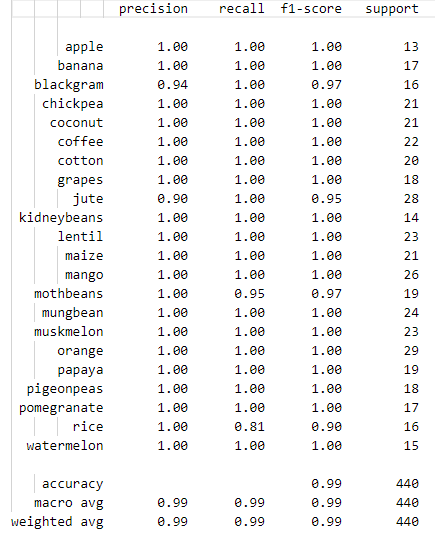 precision recall f1-score support
apple 1.00 1.00 1.00 13
banana 1.00 1.00 1.00 17
blackgram 0.94 1.00 0.97 16
chickpea 1.00 1.00 1.00 21
coconut 1.00 1.00 1.00 21
coffee 1.00 1.00 1.00 22
cotton 1.00 1.00 1.00 20
grapes 1.00 1.00 1.00 18
jute 0.90 1.00 0.95 28
kidneybeans 1.00 1.00 1.00 14
lentil 1.00 1.00 1.00 23
maize 1.00 1.00 1.00 21
mango 1.00 1.00 1.00 26
mothbeans 1.00 0.95 0.97 19
mungbean 1.00 1.00 1.00 24
muskmelon 1.00 1.00 1.00 23
orange 1.00 1.00 1.00 29
papaya 1.00 1.00 1.00 19
pigeonpeas 1.00 1.00 1.00 18
pomegranate 1.00 1.00 1.00 17
rice 1.00 0.81 0.90 16
watermelon 1.00 1.00 1.00 15
accuracy 0.99 440
macro avg 0.99 0.99 0.99 440
weighted avg 0.99 0.99 0.99 440